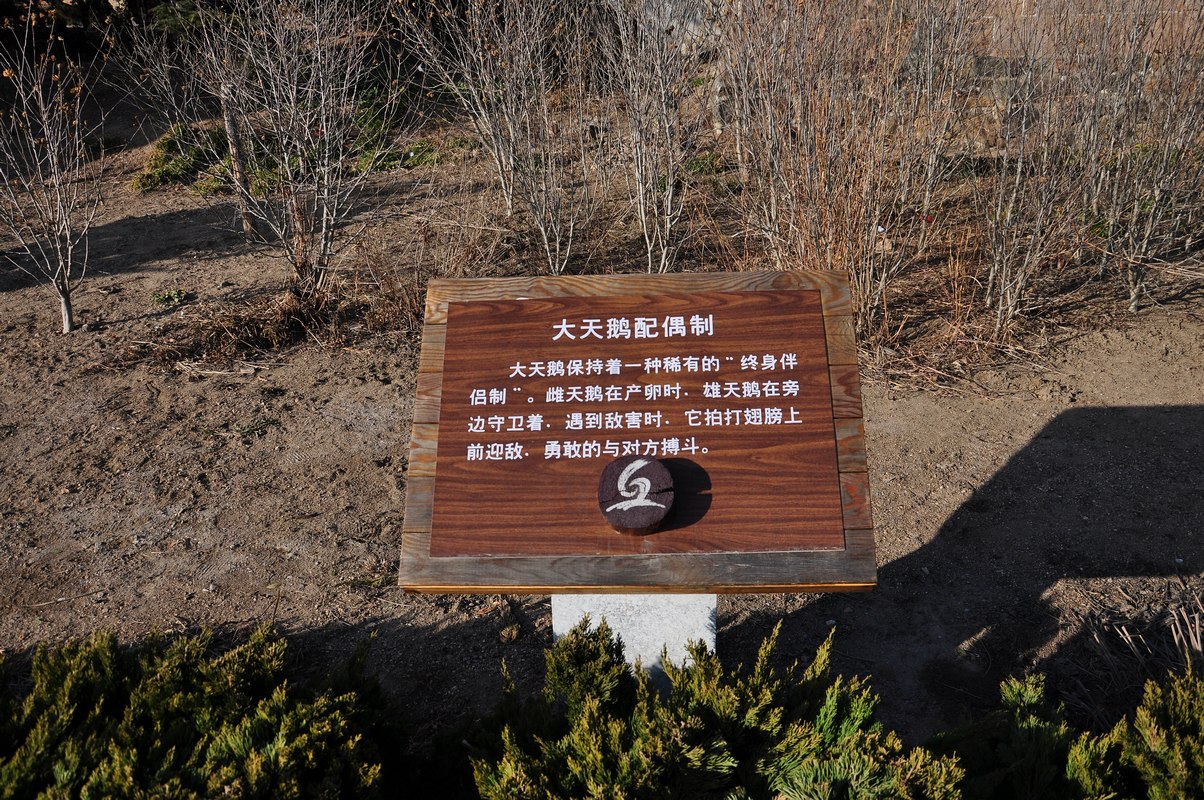 大天鹅配偶制
大天鹅保持着一种稀有的"终身伴
侣制"。雌天鹅在产卵时．雄天鹅在旁
边守卫着．遇到敌害时．它拍打翅膀上
前迎敌．勇敢的与对方搏斗。